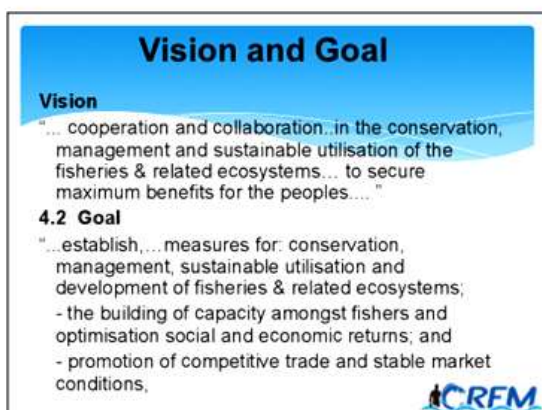 Vision and Goal
Vision
"... cooperation and collaboration..in the conservation,
management and sustainable utilisation of the
fisheries & related ecosystems... to secure
maximum benefits for the peoples.... "
4.2 Goal
"...establish,...measures for: conservation,
management, sustainable utilisation and
development of fisheries & related ecosystems;
- the building of capacity amongst fishers and
optimisation social and economic returns; and
- promotion of competitive trade and stable market
conditions,
CRFM